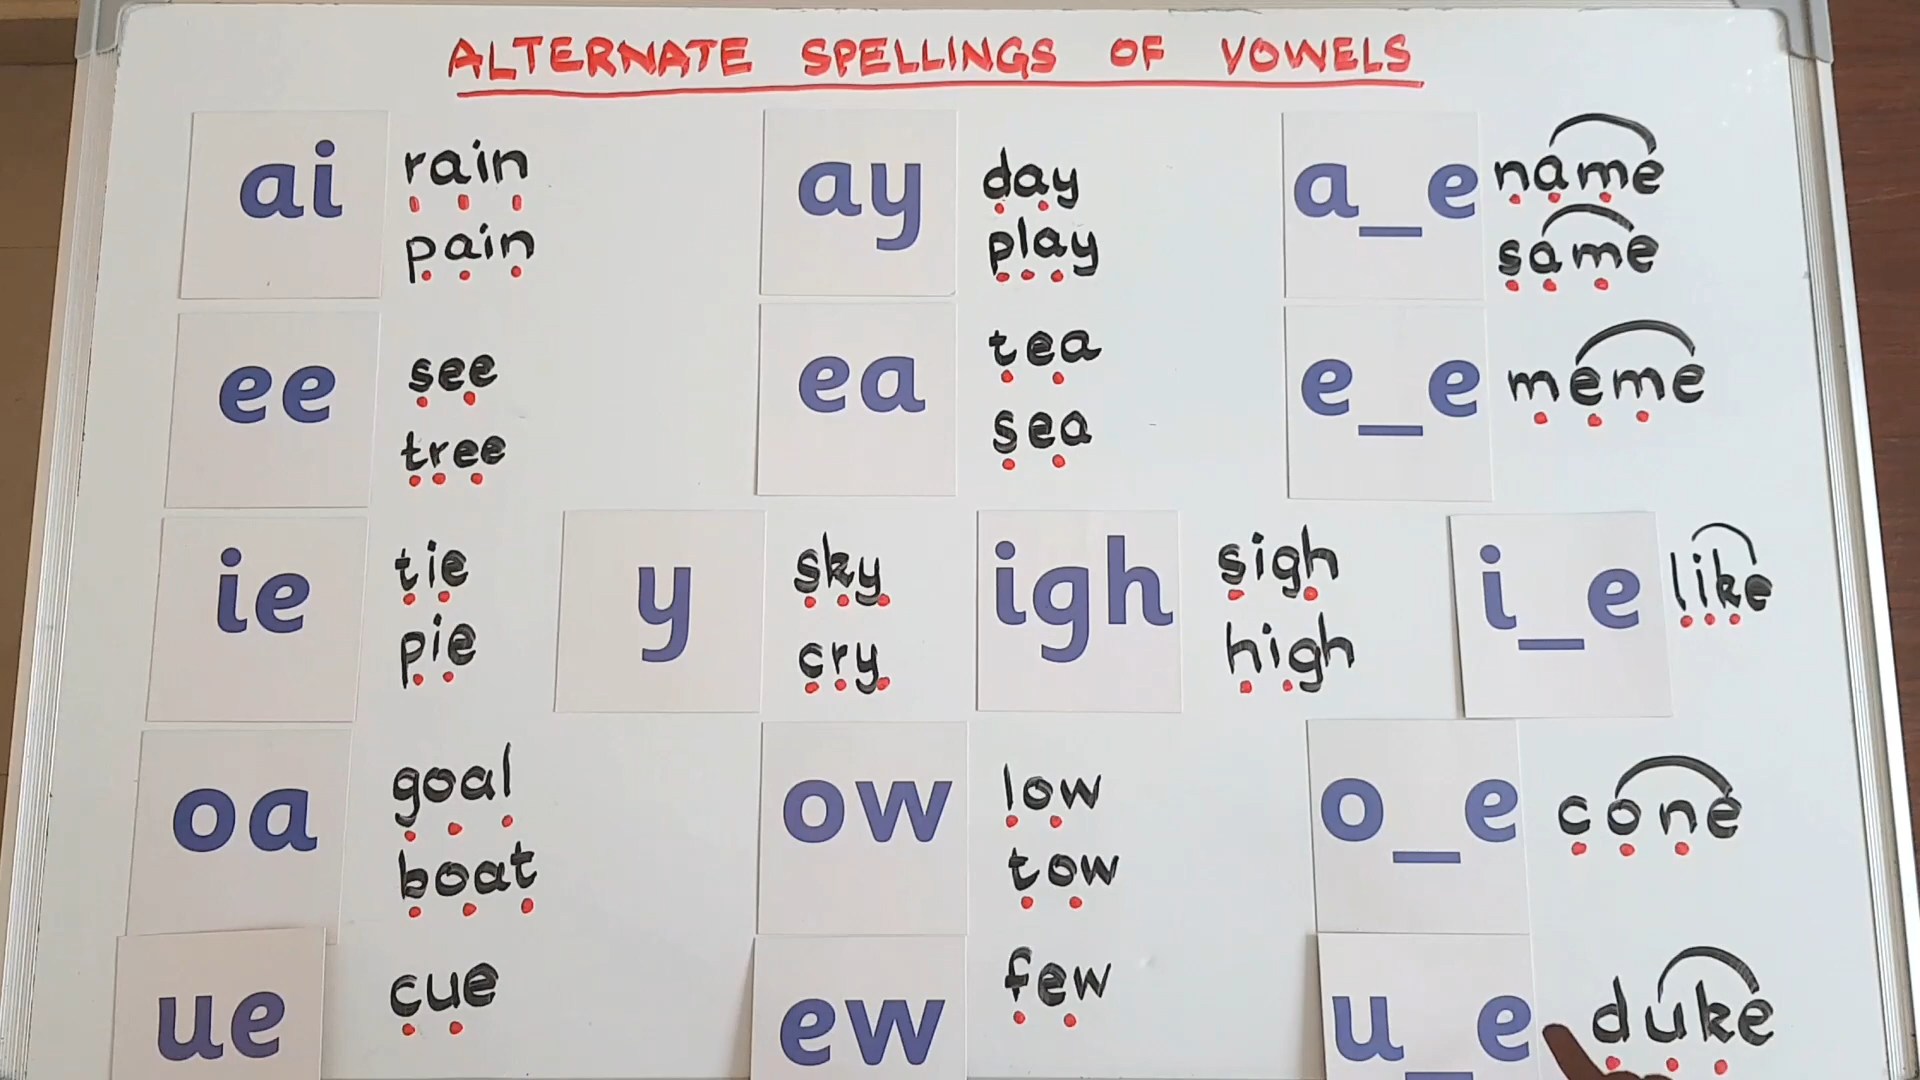 ALTERNATE SPELLINGS OF VOWELS
ai
rain
pain
ay
day
play
a_e
name
same
ee
see
tree
ea
tea
sea
e_e
meme
ie
tie
pie
y
sky
cry
igh
sigh
high
i_e
like
oa
goal
boat
ow
low
tow
o_e
cone
ue
cue
ew
few
u_e
duke